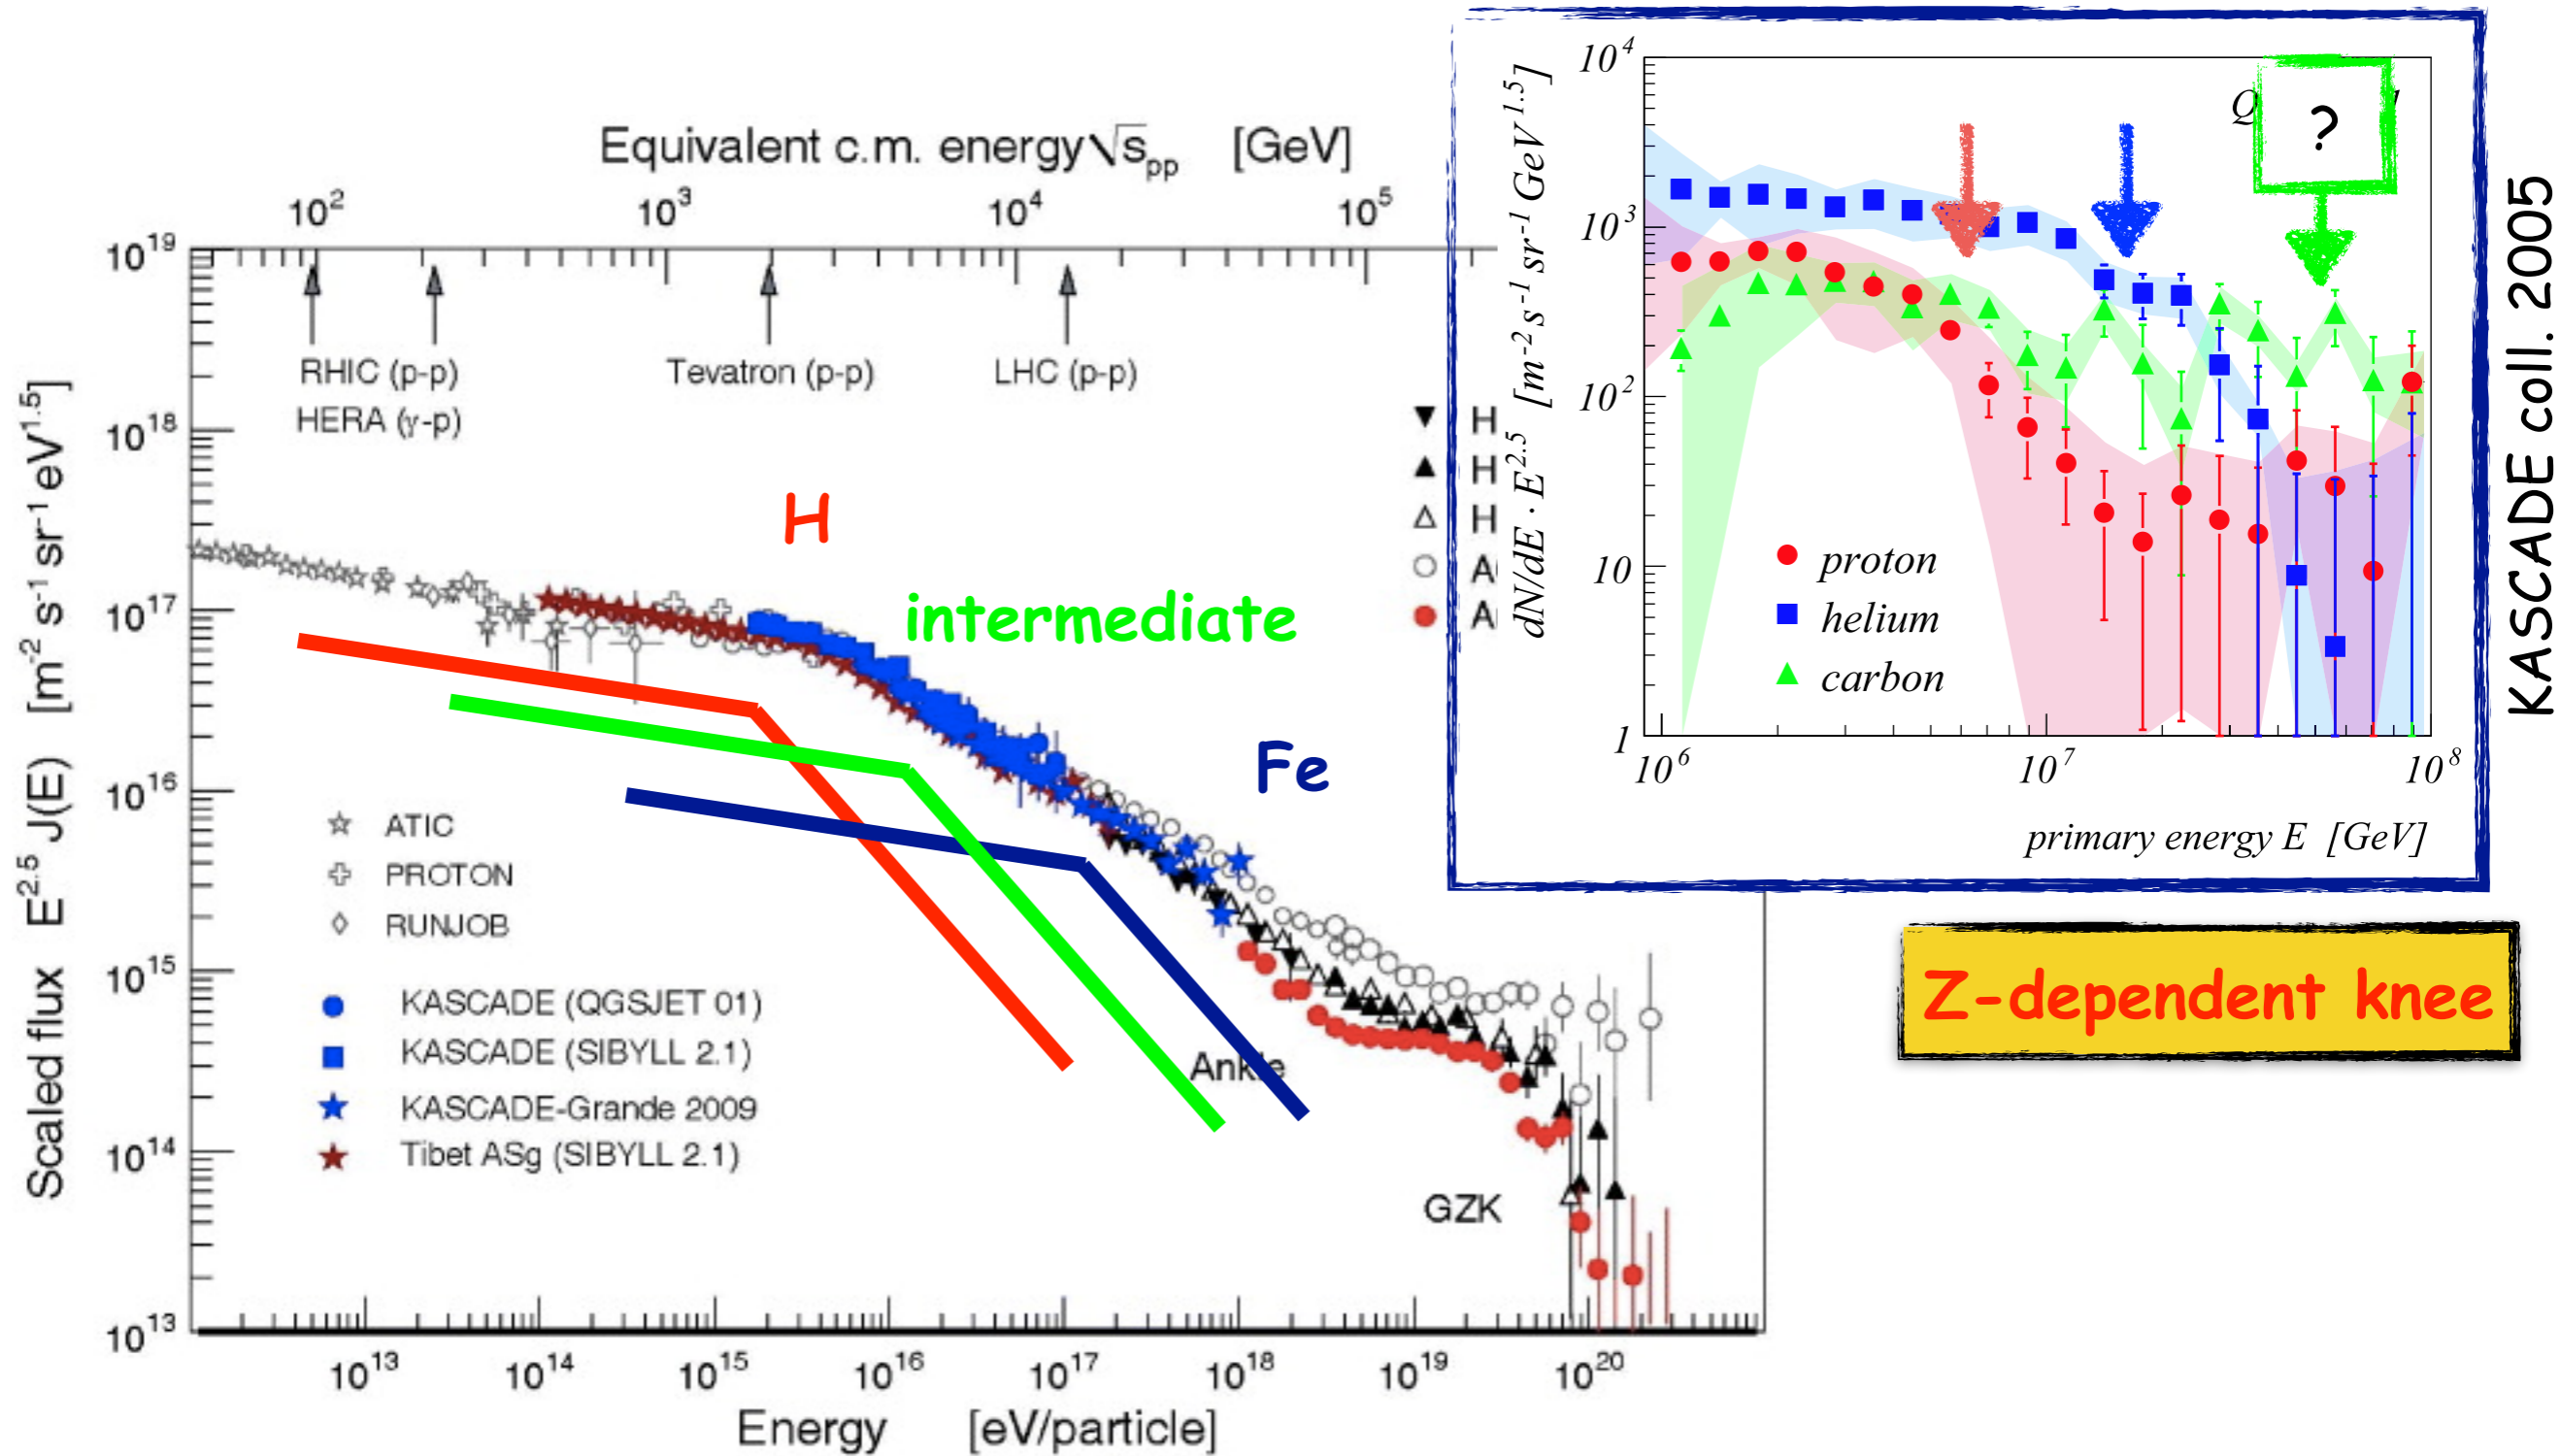 Equivalent c.m. energy √s_pp [GeV]
10^2 10^3 10^4 10^5
10^19
10^18
10^17
10^16
10^15
10^14
10^13
Scaled flux E^2.5 J(E) [m^-2 s^-1 sr^-1 eV^1.5]
RHIC (p-p)
HERA (γ-p)
Tevatron (p-p)
LHC (p-p)
H
H
H
A
A
H
intermediate
Fe
ATIC
PROTON
RUNJOB
KASCADE (QGSJET 01)
KASCADE (SIBYLL 2.1)
KASCADE-Grande 2009
Tibet ASg (SIBYLL 2.1)
Ankle
GZK
10^13 10^14 10^15 10^16 10^17 10^18 10^19 10^20
Energy [eV/particle]
dN/dE · E^2.5 [m^-2 s^-1 sr^-1 GeV^1.5]
10^4
10^3
10^2
10
1
?
proton
helium
carbon
10^6 10^7 10^8
primary energy E [GeV]
KASCADE coll. 2005
Z-dependent knee